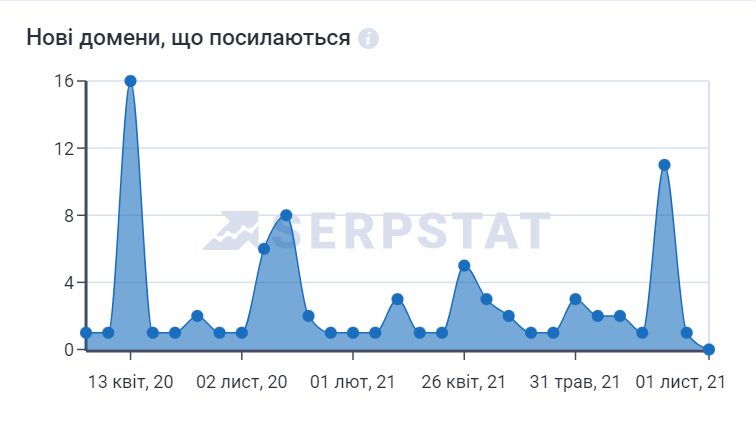 Нові домени, що посилаються
16
12
8
SERPSTAT
4
0
13 квіт, 20 02 лист, 20 01 лют, 21 26 квіт, 21 31 трав, 21 01 лист, 21